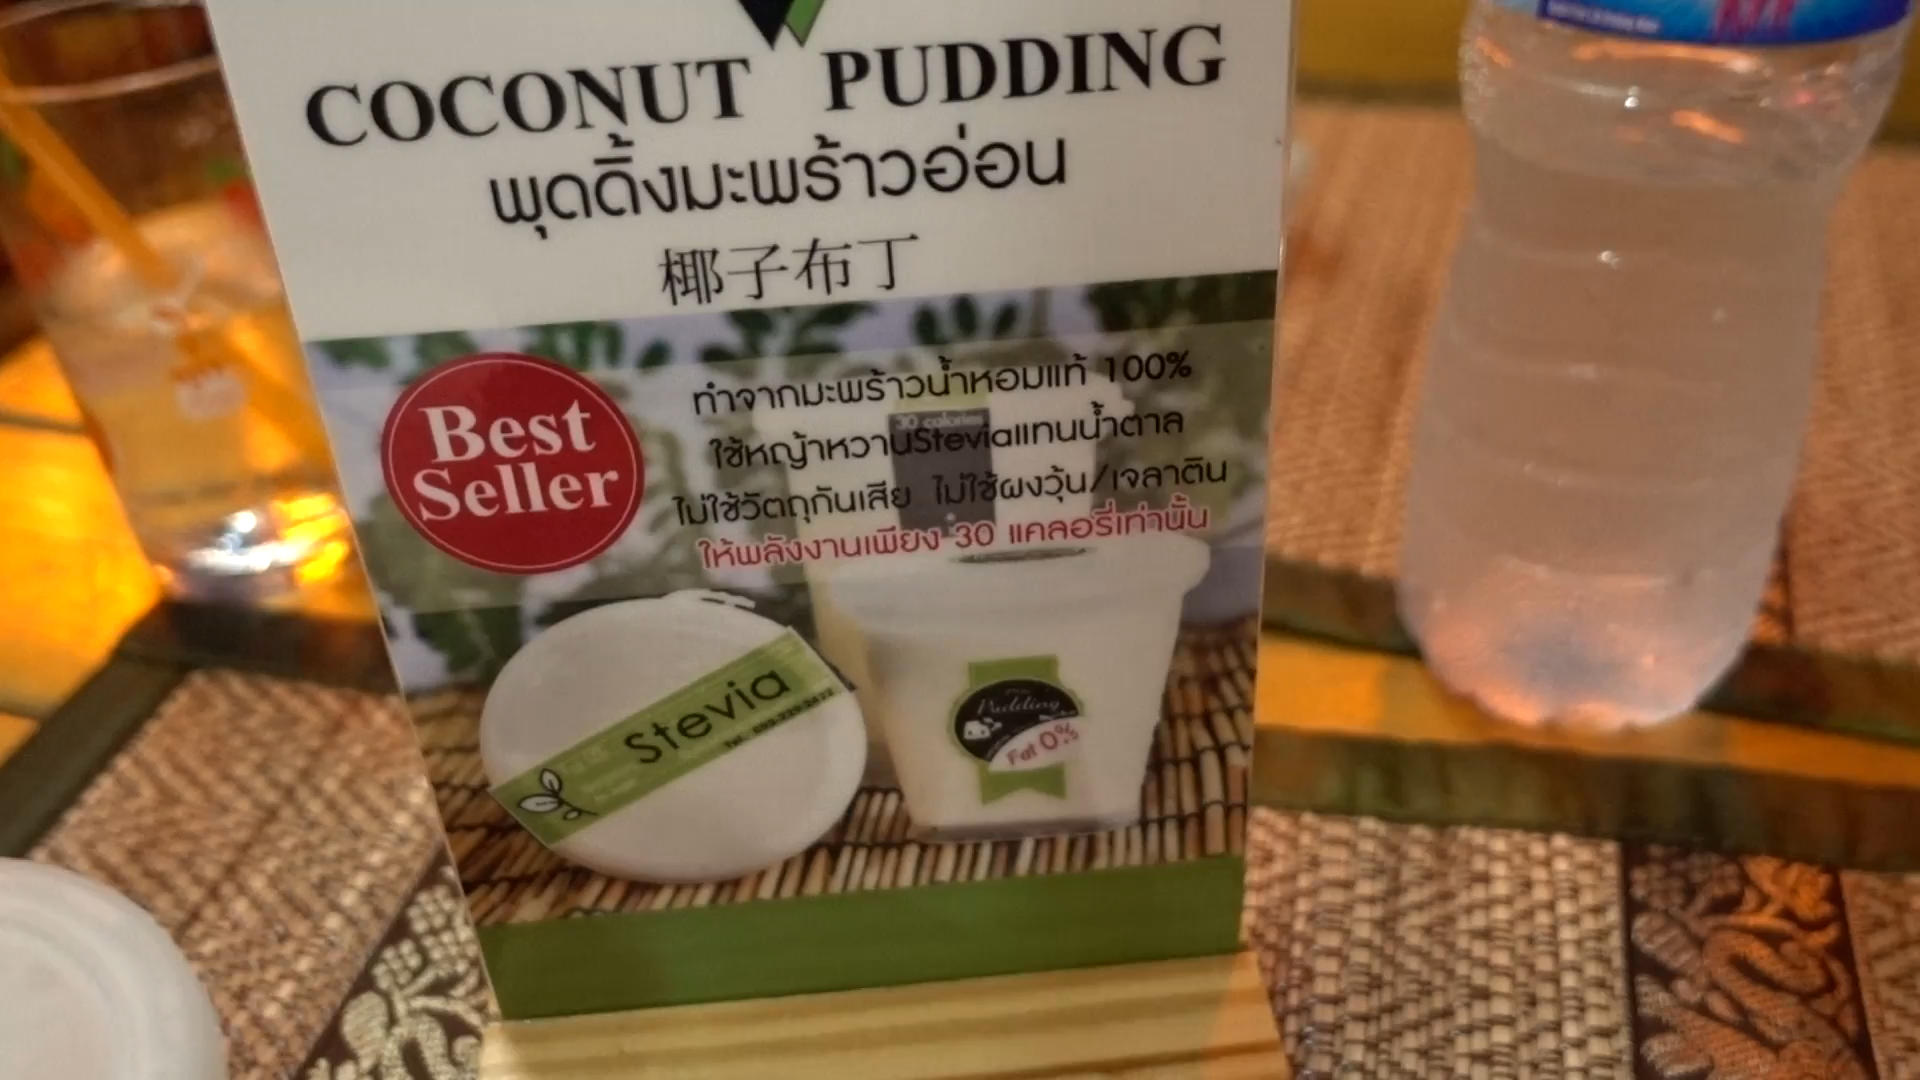 COCONUT PUDDING
พุดดิ้งมะพร้าวอ่อน
椰子布丁
Best
Seller
ทำจากมะพร้าวน้ำหอมแท้ 100%
30 calories
ใช้หญ้าหวานSteviaแทนน้ำตาล
ไม่ใช้วัตถุกันเสีย ไม่ใช้ผงวุ้น/เจลาติน
ให้พลังงานเพียง 30 แคลอรี่เท่านั้น
Stevia
Pudding
Fat 0%